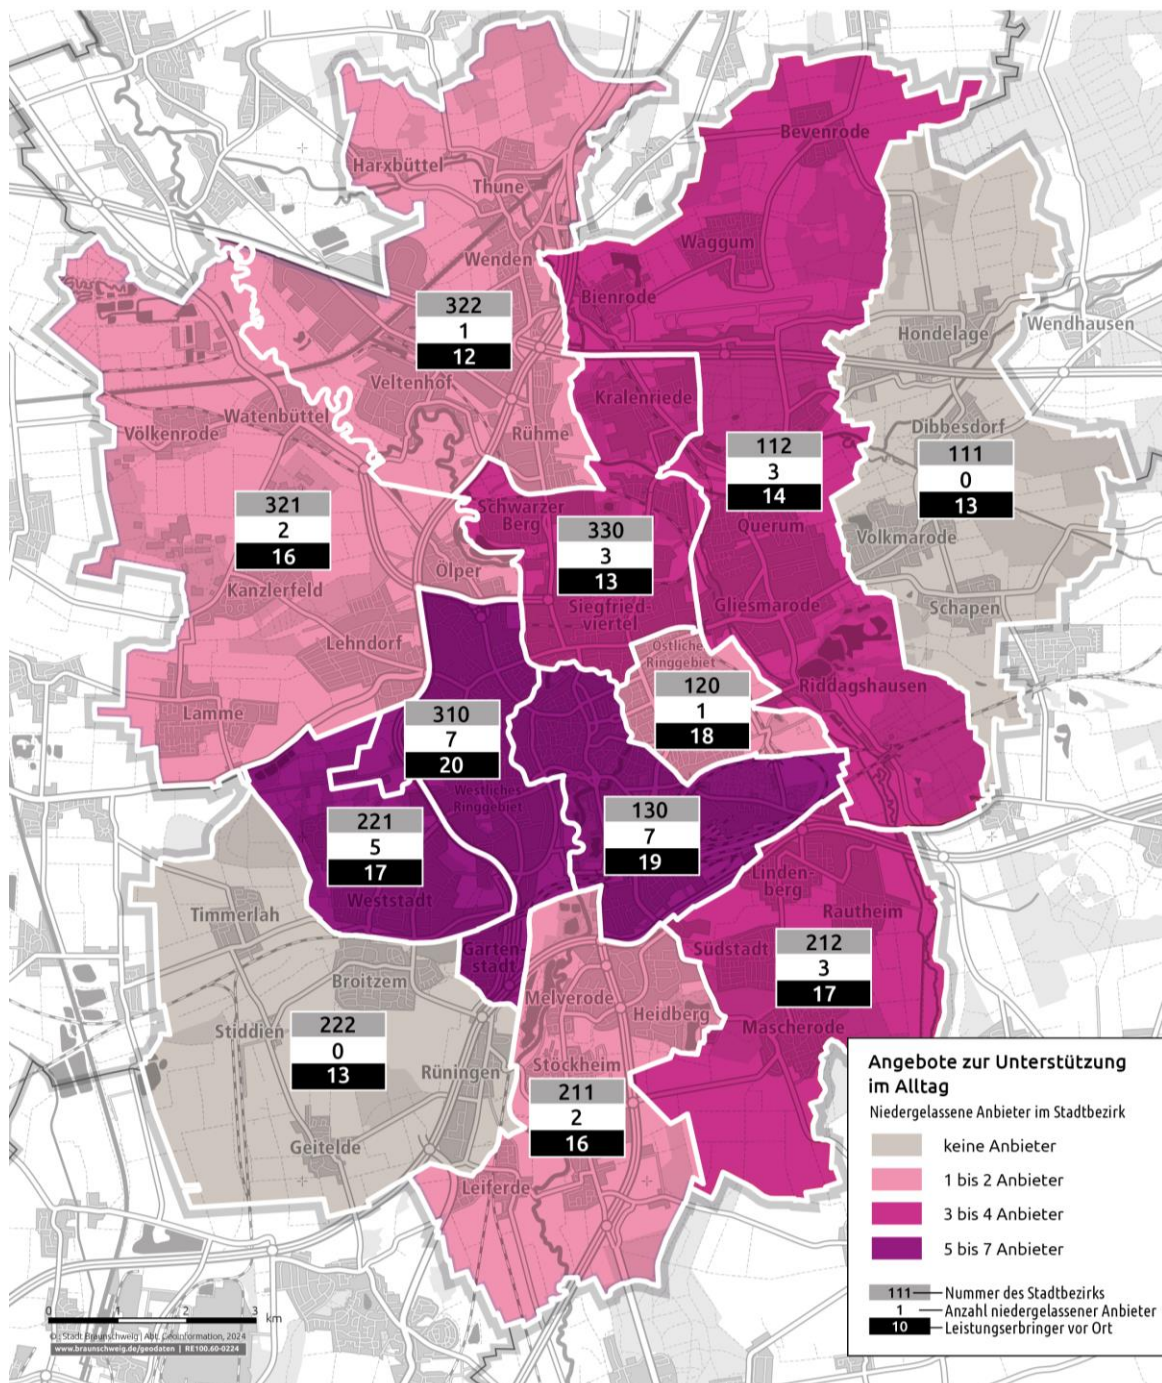 Bevenrode
Harxbüttel
Thune
Waggum
Wenden
Bienrode
322
1
12
Hondelage
Wendhausen
Veltenhof
Kralenriede
Watenbüttel
Völkenrode
Rühme
Dibbesdorf
112
3
14
111
0
13
321
2
16
Schwarzer
Berg
330
3
13
Querum
Volkmarode
Ölper
Kanzlerfeld
Siegfried-
viertel
Gliesmarode
Schapen
Lehndorf
Östliches
Ringgebiet
120
1
18
Riddagshausen
Lamme
310
7
20
Westliches
Ringgebiet
221
5
17
130
7
19
Weststadt
Linden-
berg
Timmerlah
Rautheim
Garten-
stadt
Südstadt
212
3
17
Broitzem
Melverode
Heidberg
Stiddien
222
0
13
Rüningen
Mascherode
Stöckheim
211
2
16
Geitelde
Leiferde
Angebote zur Unterstützung
im Alltag
Niedergelassene Anbieter im Stadtbezirk
keine Anbieter
1 bis 2 Anbieter
3 bis 4 Anbieter
5 bis 7 Anbieter
111 Nummer des Stadtbezirks
1 Anzahl niedergelassener Anbieter
10 Leistungserbringer vor Ort
0 1 2 3 km
© Stadt Braunschweig | Abt. Geoinformation, 2024
www.braunschweig.de/geodaten | RE100.60-0224